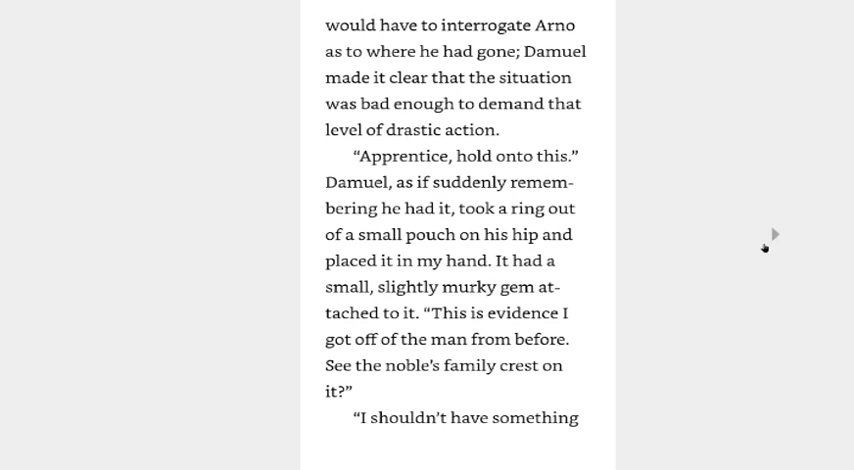 would have to interrogate Arno
as to where he had gone; Damuel
made it clear that the situation
was bad enough to demand that
level of drastic action.
“Apprentice, hold onto this.”
Damuel, as if suddenly remem-
bering he had it, took a ring out
of a small pouch on his hip and
placed it in my hand. It had a
small, slightly murky gem at-
tached to it. “This is evidence I
got off of the man from before.
See the noble’s family crest on
it?”
“I shouldn’t have something